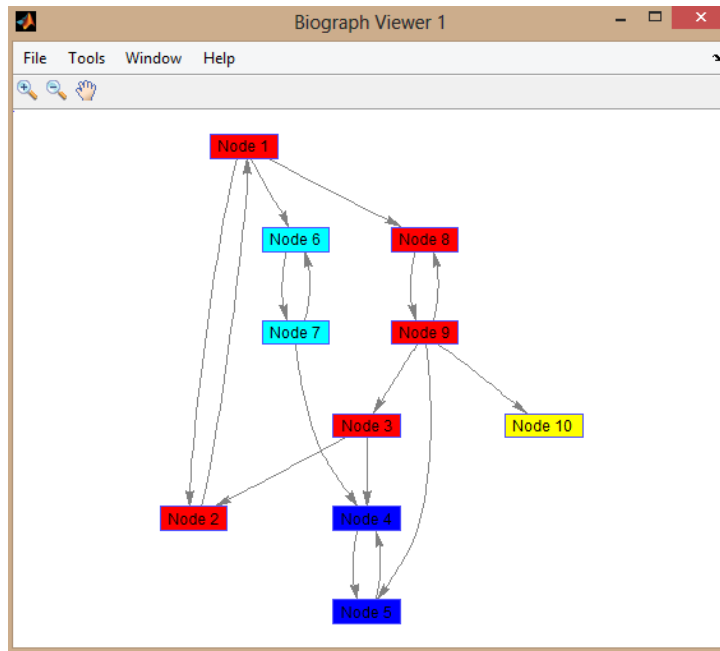 Biograph Viewer 1
File Tools Window Help
Node 1
Node 6 Node 8
Node 7 Node 9
Node 3 Node 10
Node 2 Node 4
Node 5